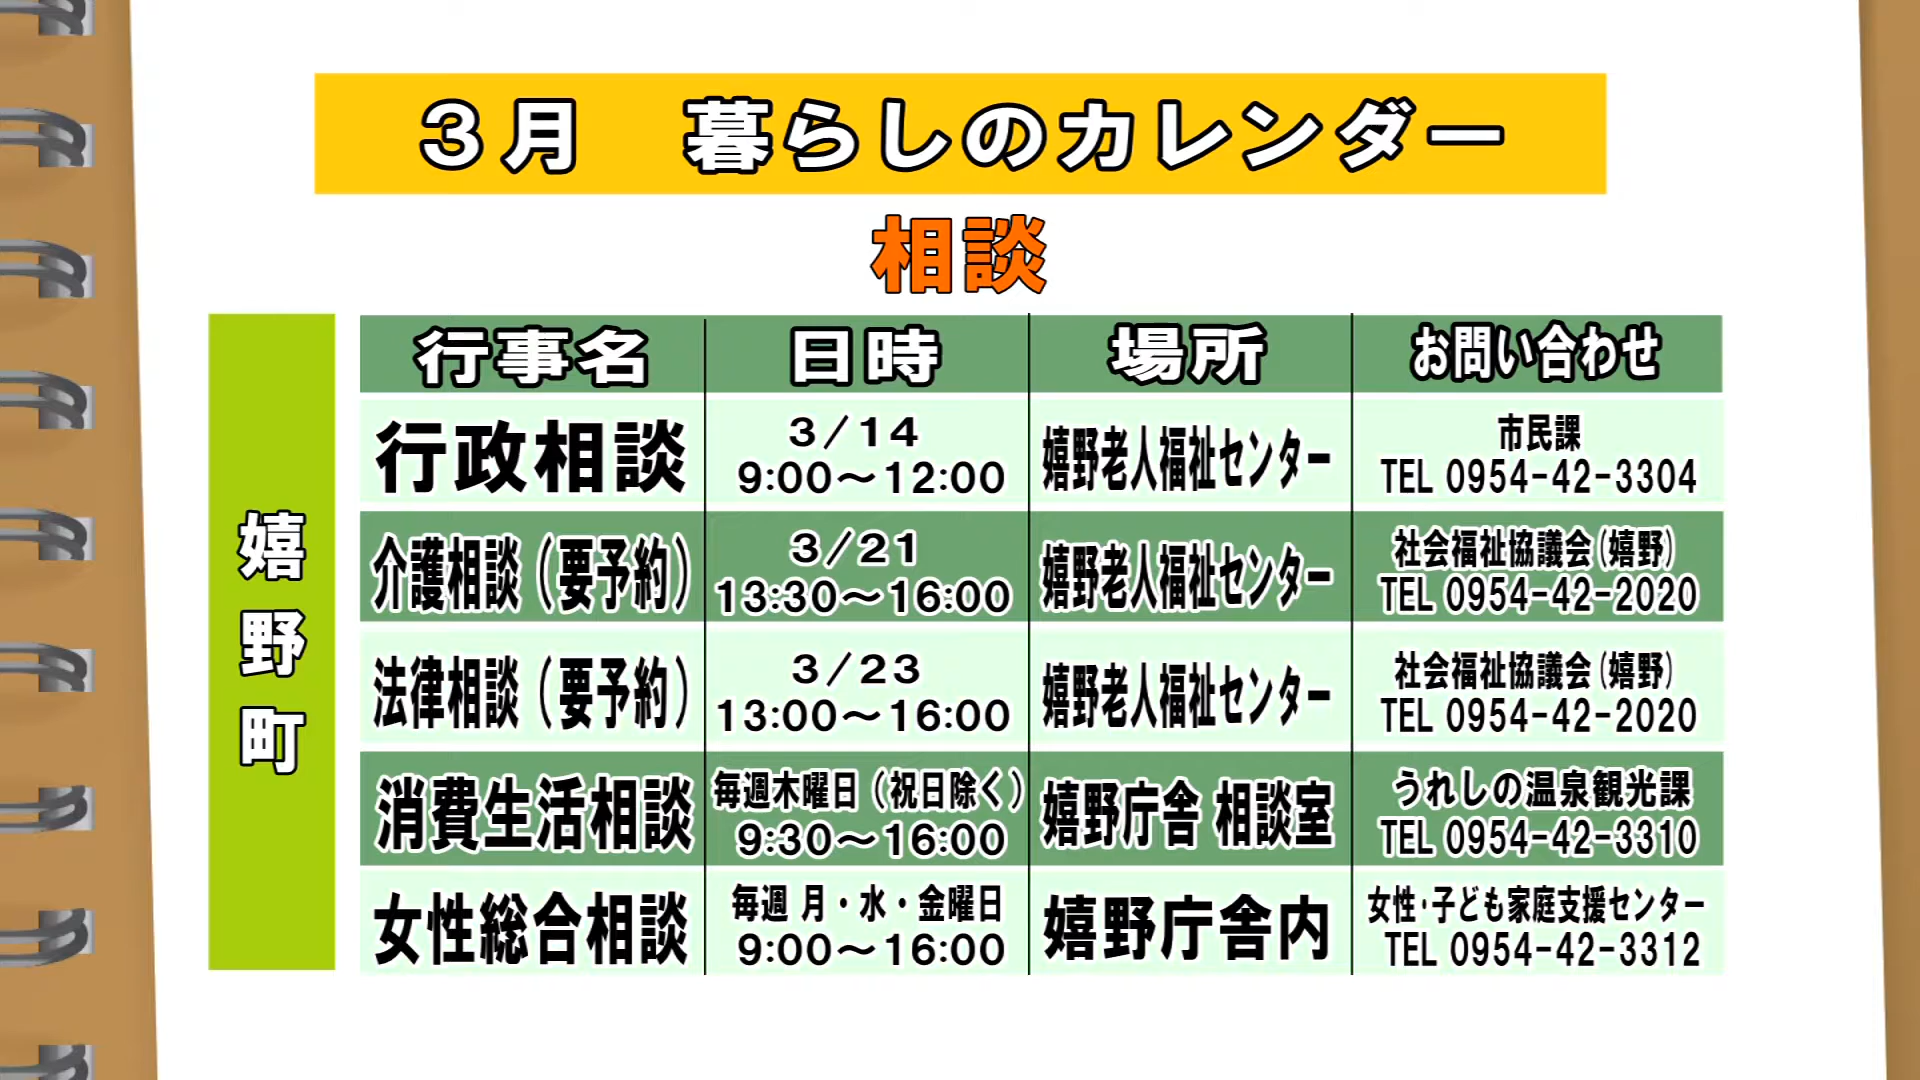 ３月　暮らしのカレンダー
相談
嬉野町
行事名 日時 場所 お問い合わせ
行政相談 3/14 9:00～12:00 嬉野老人福祉センター 市民課 TEL 0954-42-3304
介護相談（要予約） 3/21 13:30～16:00 嬉野老人福祉センター 社会福祉協議会(嬉野) TEL 0954-42-2020
法律相談（要予約） 3/23 13:00～16:00 嬉野老人福祉センター 社会福祉協議会(嬉野) TEL 0954-42-2020
消費生活相談 毎週木曜日（祝日除く） 9:30～16:00 嬉野庁舎 相談室 うれしの温泉観光課 TEL 0954-42-3310
女性総合相談 毎週 月・水・金曜日 9:00～16:00 嬉野庁舎内 女性・子ども家庭支援センター TEL 0954-42-3312